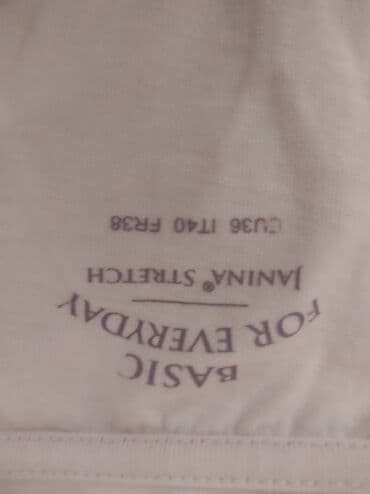 BASIC
FOR EVERYDAY
JANINA® STRETCH
EU36 IT40 FR38